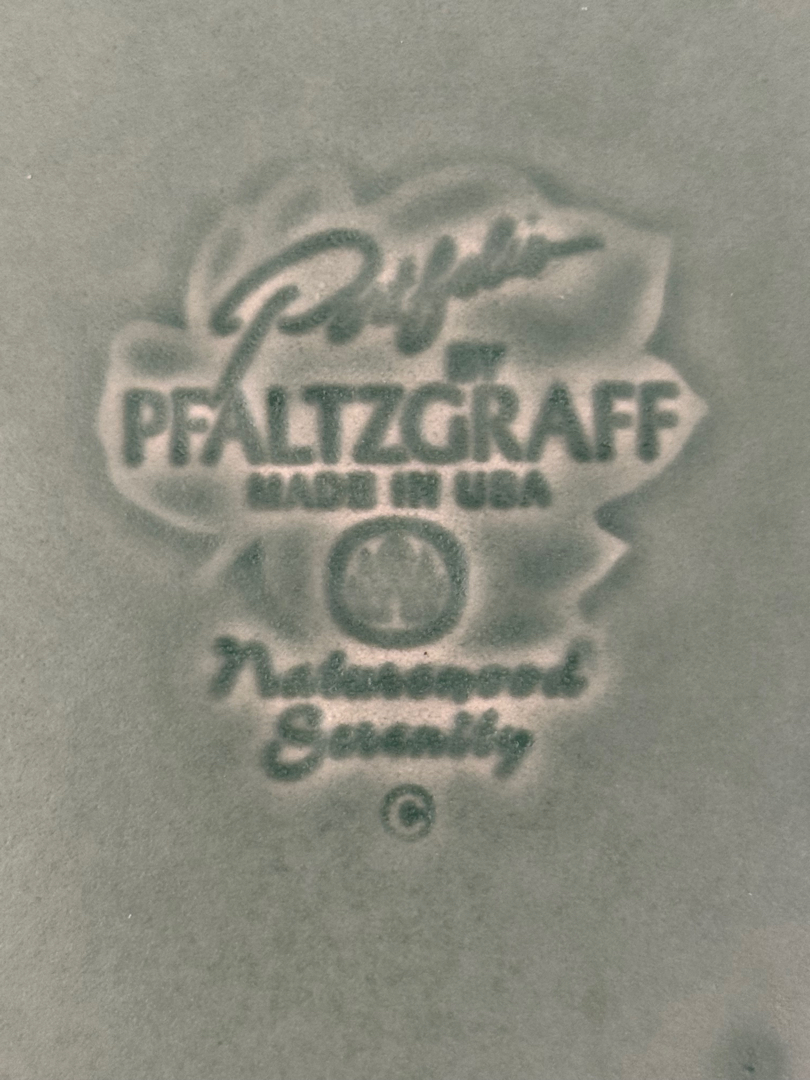 Portfolio
BY
PFALTZGRAFF
MADE IN USA
Naturewood
Serenity
©